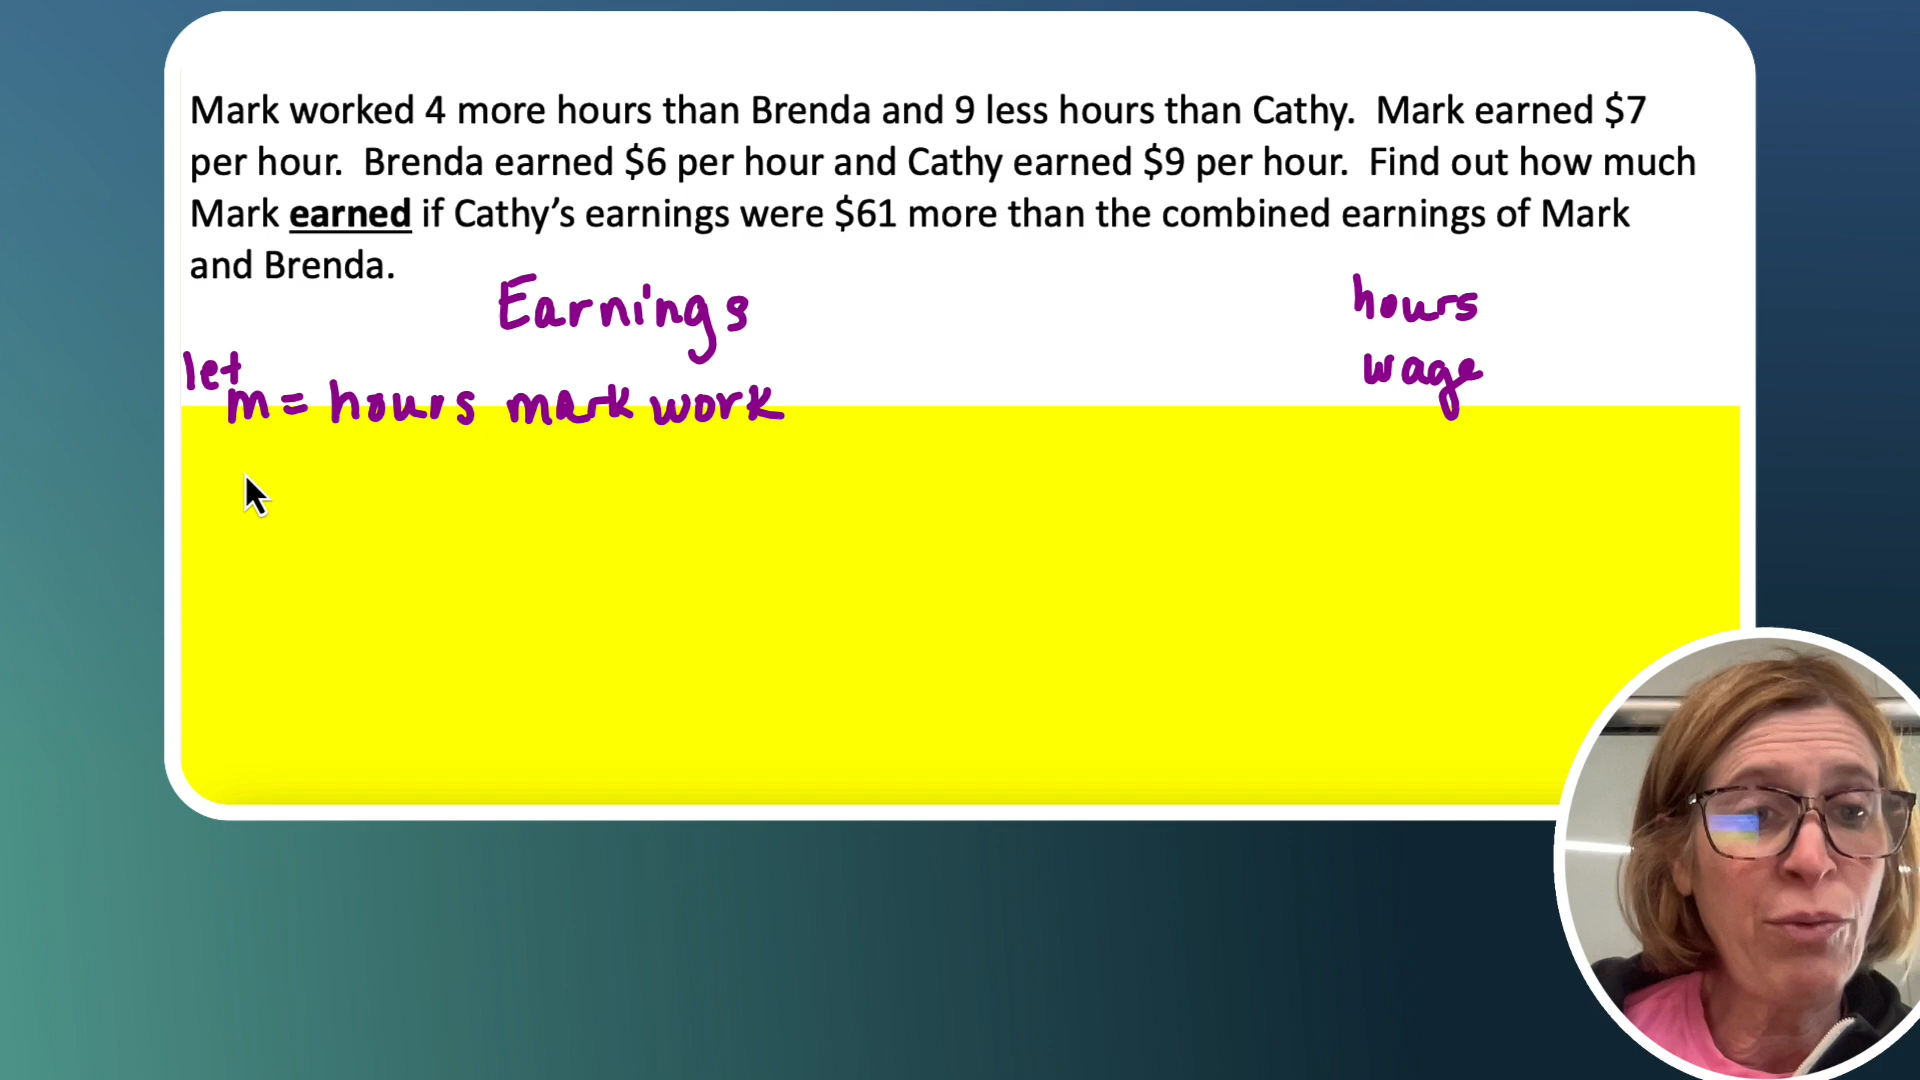 Mark worked 4 more hours than Brenda and 9 less hours than Cathy. Mark earned $7
per hour. Brenda earned $6 per hour and Cathy earned $9 per hour. Find out how much
Mark earned if Cathy’s earnings were $61 more than the combined earnings of Mark
and Brenda.
Earnings
hours
wage
let
m = hours mark work